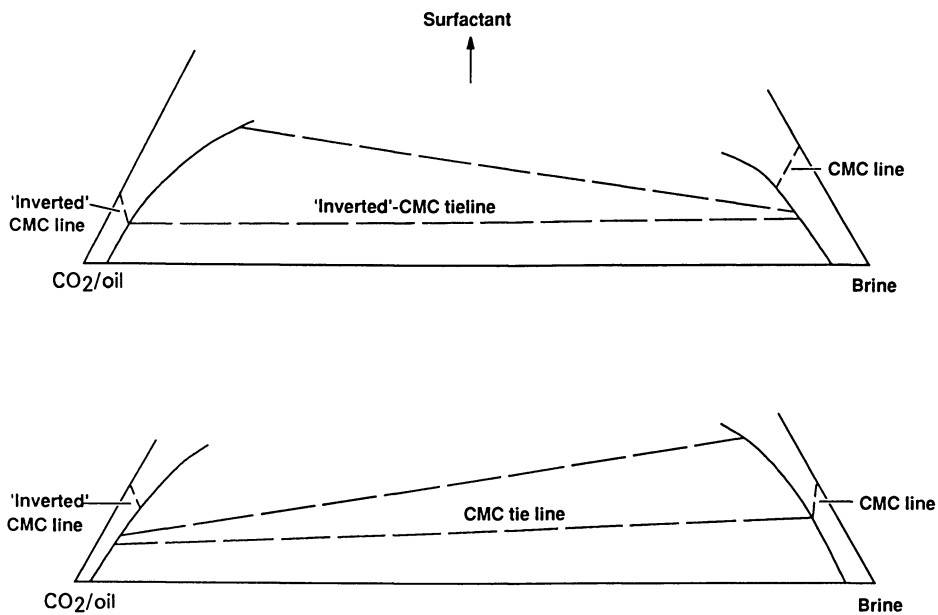 Surfactant
CMC line
'Inverted'
CMC line
'Inverted'-CMC tieline
CO2/oil
Brine
'Inverted'
CMC line
CMC tie line
CMC line
CO2/oil
Brine